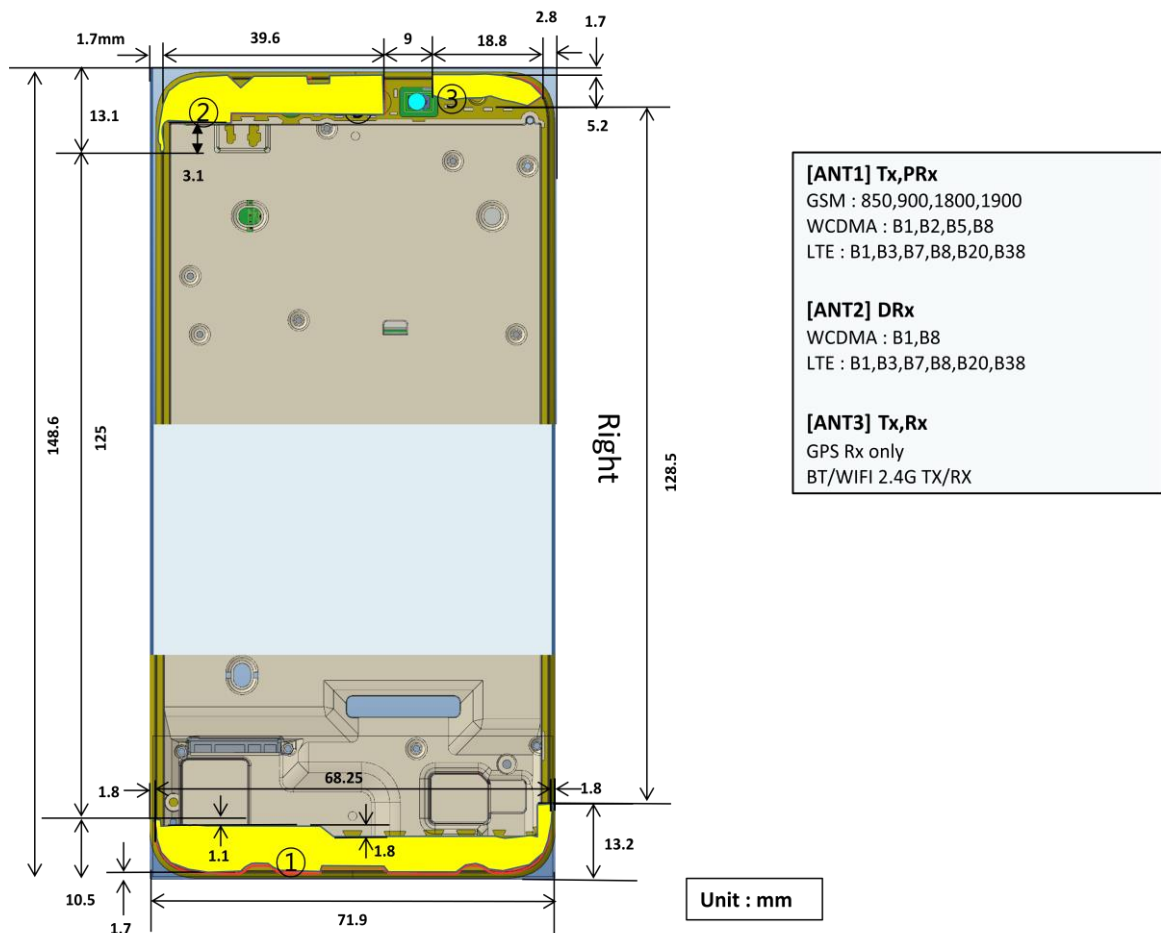 2.8
1.7
1.7mm
39.6
9
18.8
13.1
②
③
5.2
3.1
[ANT1] Tx,PRx
GSM : 850,900,1800,1900
WCDMA : B1,B2,B5,B8
LTE : B1,B3,B7,B8,B20,B38
[ANT2] DRx
WCDMA : B1,B8
LTE : B1,B3,B7,B8,B20,B38
[ANT3] Tx,Rx
GPS Rx only
BT/WIFI 2.4G TX/RX
148.6
125
Right
128.5
1.8
68.25
1.8
1.1
①
1.8
13.2
10.5
1.7
71.9
Unit : mm